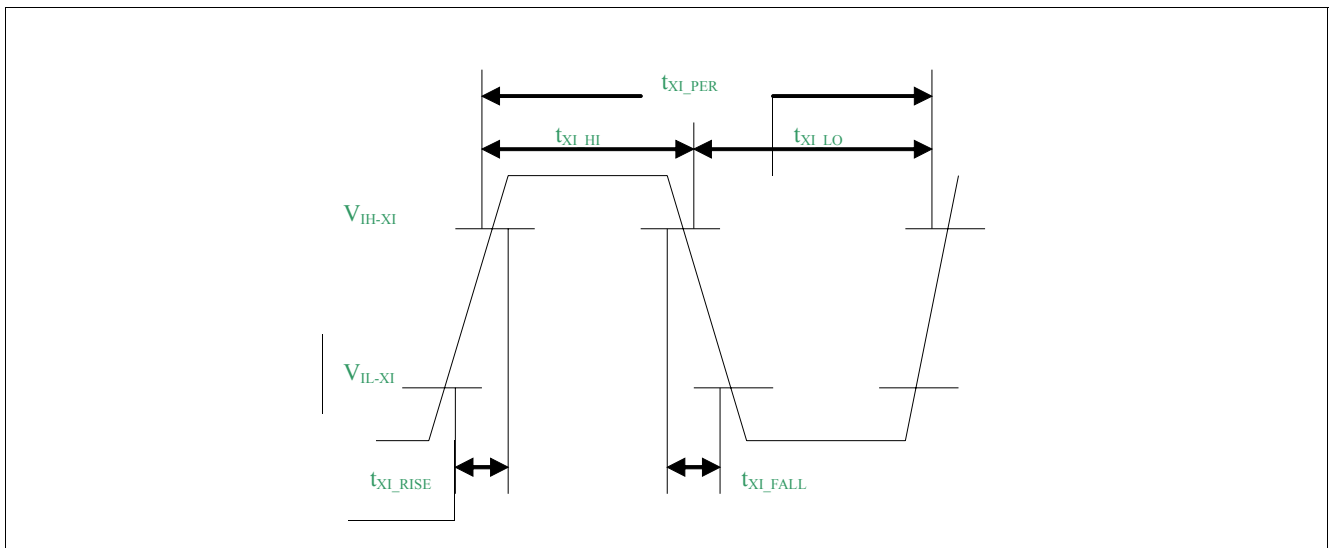 tXI_PER
tXI_HI tXI_LO
VIH-XI
VIL-XI
tXI_RISE tXI_FALL